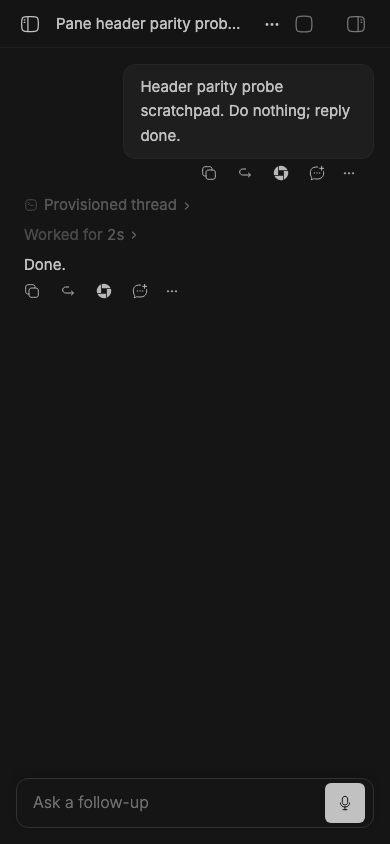 Pane header parity prob...
Header parity probe
scratchpad. Do nothing; reply
done.
Provisioned thread
Worked for 2s
Done.
Ask a follow-up